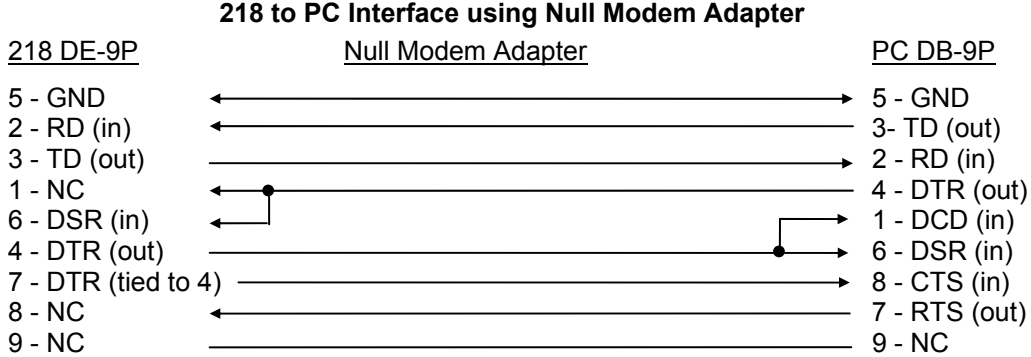 218 to PC Interface using Null Modem Adapter
218 DE-9P Null Modem Adapter PC DB-9P
5 - GND 5 - GND
2 - RD (in) 3- TD (out)
3 - TD (out) 2 - RD (in)
1 - NC 4 - DTR (out)
6 - DSR (in) 1 - DCD (in)
4 - DTR (out) 6 - DSR (in)
7 - DTR (tied to 4) 8 - CTS (in)
8 - NC 7 - RTS (out)
9 - NC 9 - NC